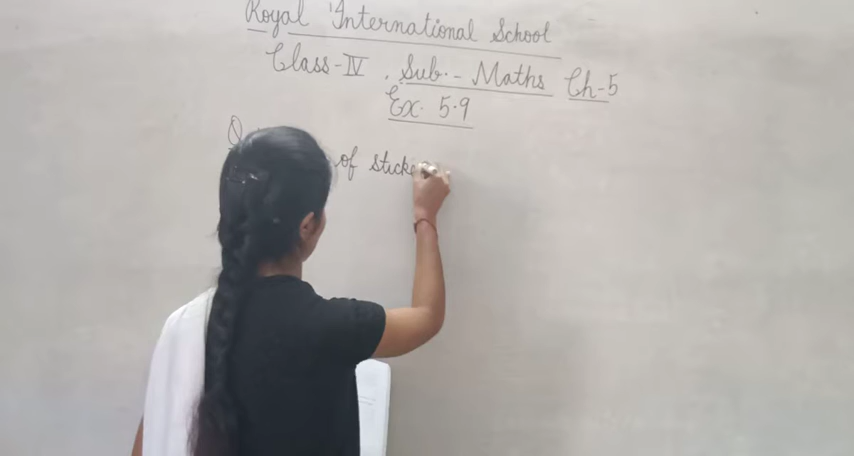 Royal International School
Class-IV , Sub.- Maths Ch-5
Ex. 5.9
Q
of